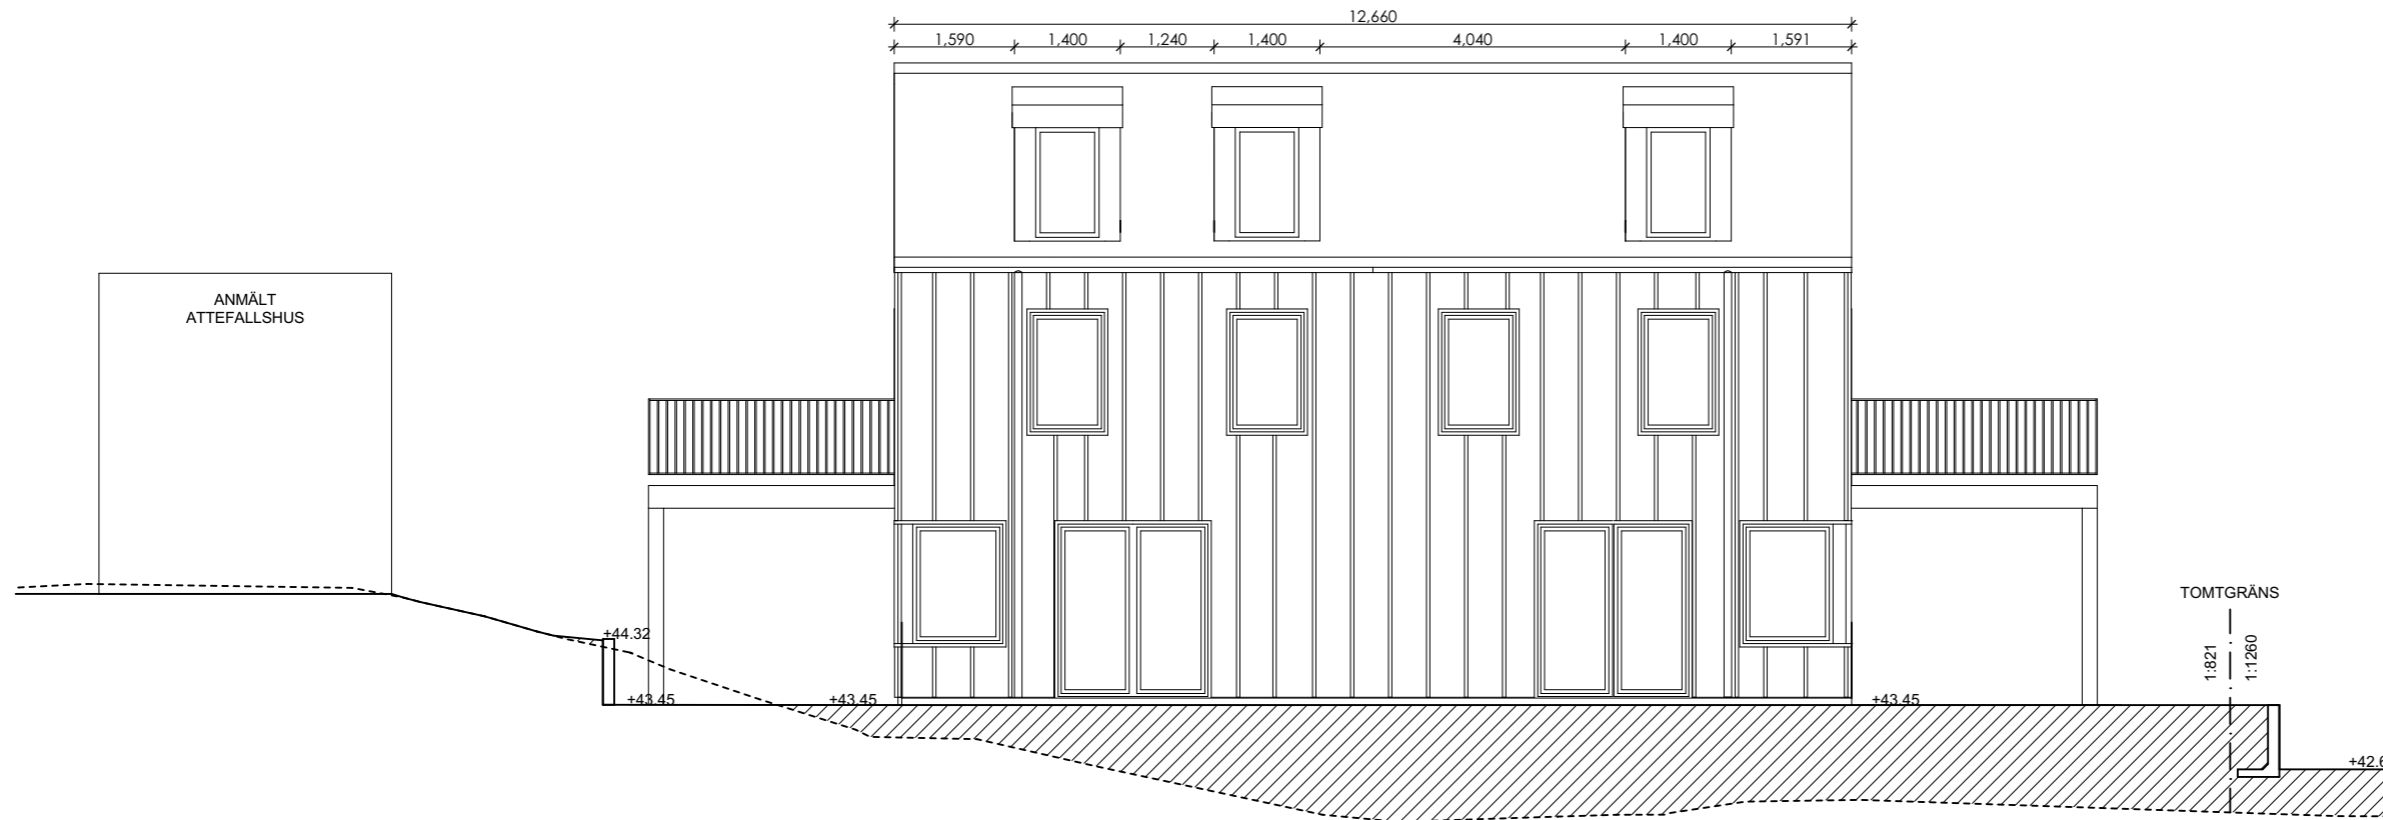 12,660
1,590 1,400 1,240 1,400 4,040 1,400 1,591
ANMÄLT
ATTEFALLSHUS
TOMTGRÄNS
+44.32
1:821 1:1260
+43.45 +43.45 +43.45